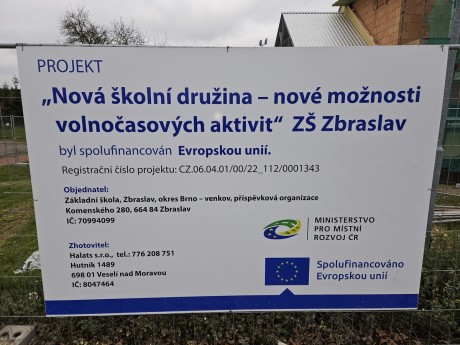 PROJEKT
„Nová školní družina – nové možnosti
volnočasových aktivit“ ZŠ Zbraslav
byl spolufinancován Evropskou unií.
Registrační číslo projektu: CZ.06.04.01/00/22_112/0001343
Objednatel:
Základní škola, Zbraslav, okres Brno – venkov, příspěvková organizace
Komenského 280, 664 84 Zbraslav
IČ: 70994099
Zhotovitel:
Halats s.r.o., tel.: 776 208 751
Hutník 1489
698 01 Veselí nad Moravou
IČ: 8047464
MINISTERSTVO
PRO MÍSTNÍ
ROZVOJ ČR
Spolufinancováno
Evropskou unií